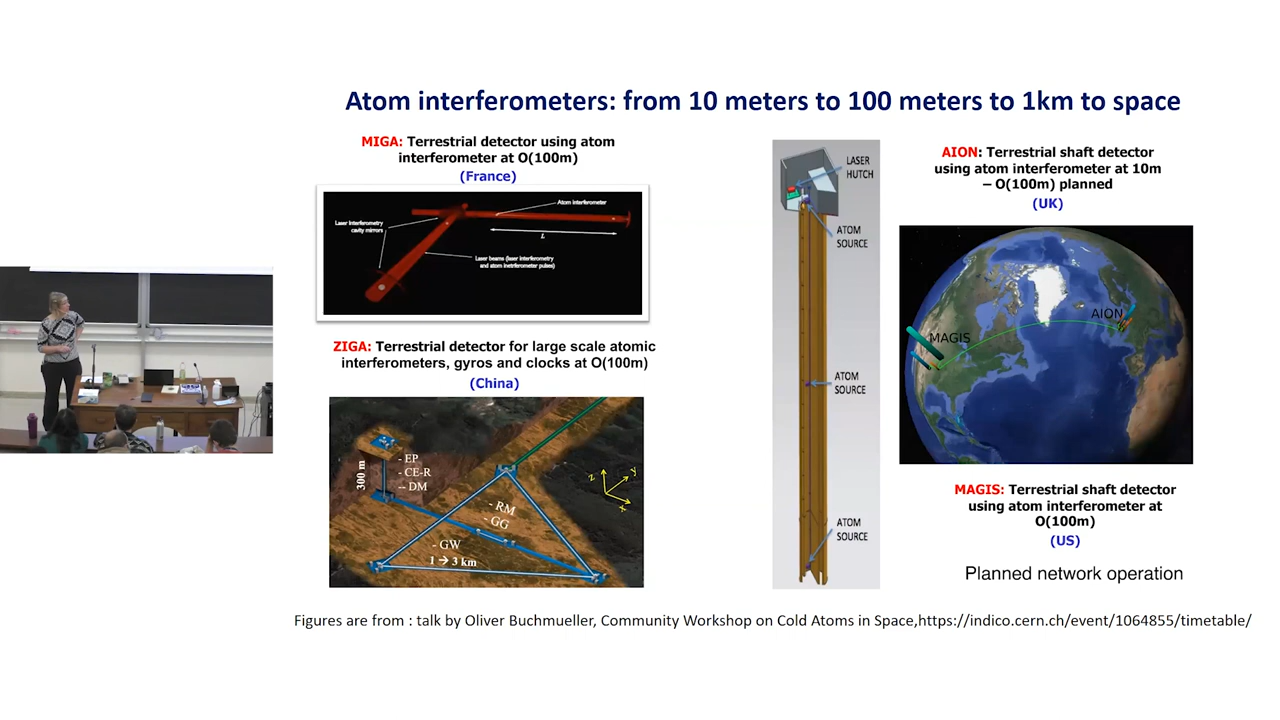 Atom interferometers: from 10 meters to 100 meters to 1km to space
MIGA: Terrestrial detector using atom
interferometer at O(100m)
(France)
Atom interferometer
Laser interferometry
cavity mirrors
L
Laser beams (laser interferometry
and atom inetrferometer pulses)
ZIGA: Terrestrial detector for large scale atomic
interferometers, gyros and clocks at O(100m)
(China)
300 m
- EP
- CE-R
-- DM
- RM
- GG
- GW
1 → 3 km
z
y
x
LASER
HUTCH
ATOM
SOURCE
ATOM
SOURCE
ATOM
SOURCE
AION: Terrestrial shaft detector
using atom interferometer at 10m
– O(100m) planned
(UK)
AION
MAGIS
MAGIS: Terrestrial shaft detector
using atom interferometer at
O(100m)
(US)
Planned network operation
Figures are from : talk by Oliver Buchmueller, Community Workshop on Cold Atoms in Space,https://indico.cern.ch/event/1064855/timetable/